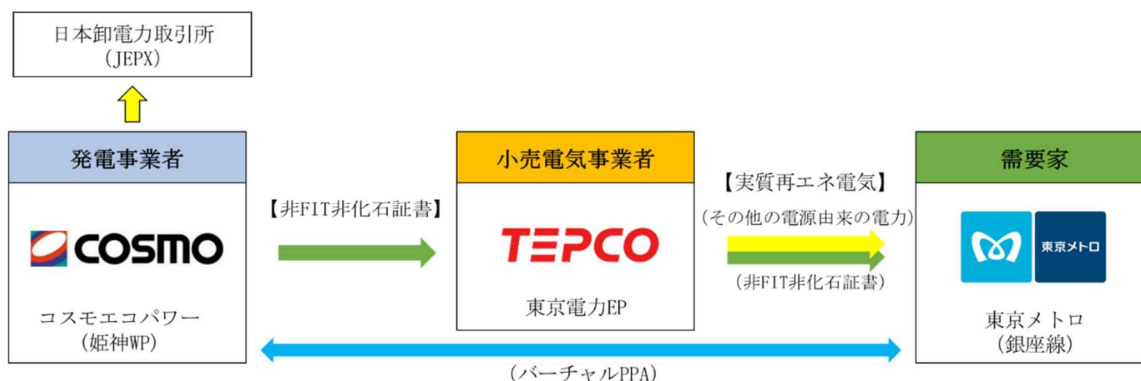 日本卸電力取引所
(JEPX)
発電事業者
COSMO
コスモエコパワー
(姫神WP)
【非FIT非化石証書】
小売電気事業者
TEPCO
東京電力EP
【実質再エネ電気】
(その他の電源由来の電力)
(非FIT非化石証書)
需要家
東京メトロ
東京メトロ
(銀座線)
(バーチャルPPA)